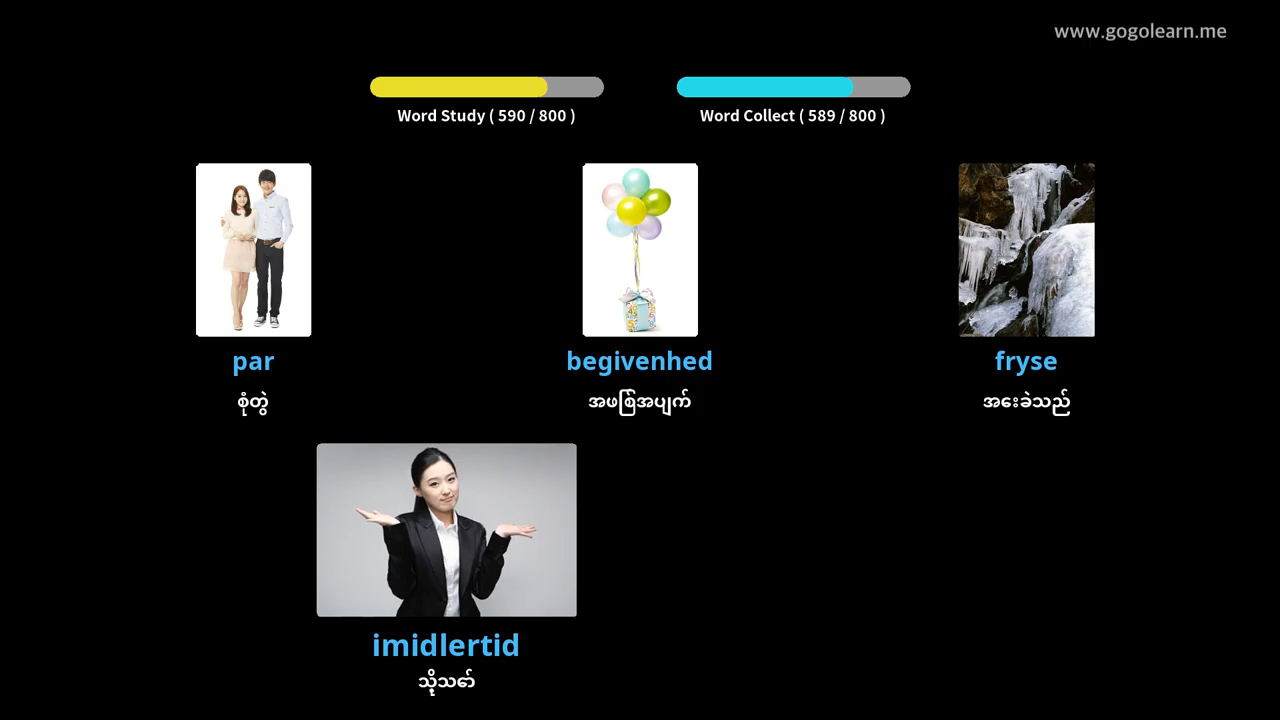 www.gogolearn.me
Word Study ( 590 / 800 )
Word Collect ( 589 / 800 )
par
begivenhed
fryse
စုံတွဲ
အဖြစ်အပျက်
အေးခဲသည်
imidlertid
သို့သော်